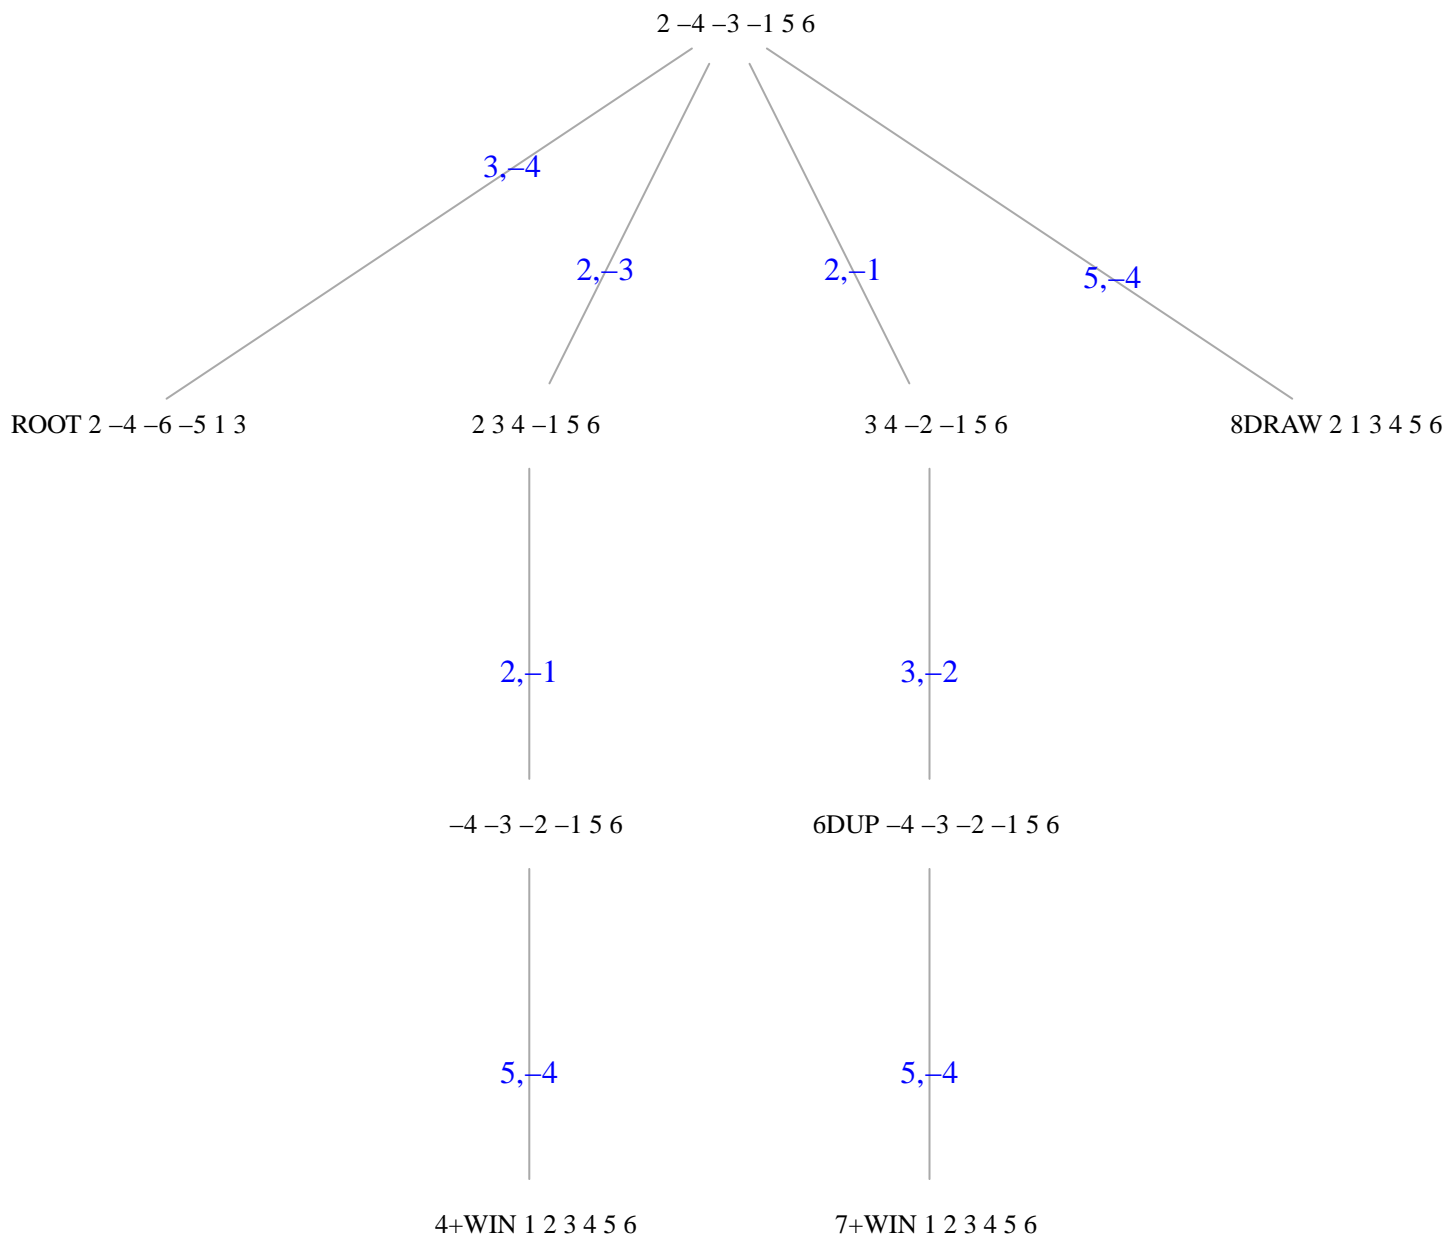 2 –4 –3 –1 5 6
3,–4
2,–3
2,–1
5,–4
ROOT 2 –4 –6 –5 1 3
2 3 4 –1 5 6
3 4 –2 –1 5 6
8DRAW 2 1 3 4 5 6
2,–1
3,–2
–4 –3 –2 –1 5 6
6DUP –4 –3 –2 –1 5 6
5,–4
5,–4
4+WIN 1 2 3 4 5 6
7+WIN 1 2 3 4 5 6